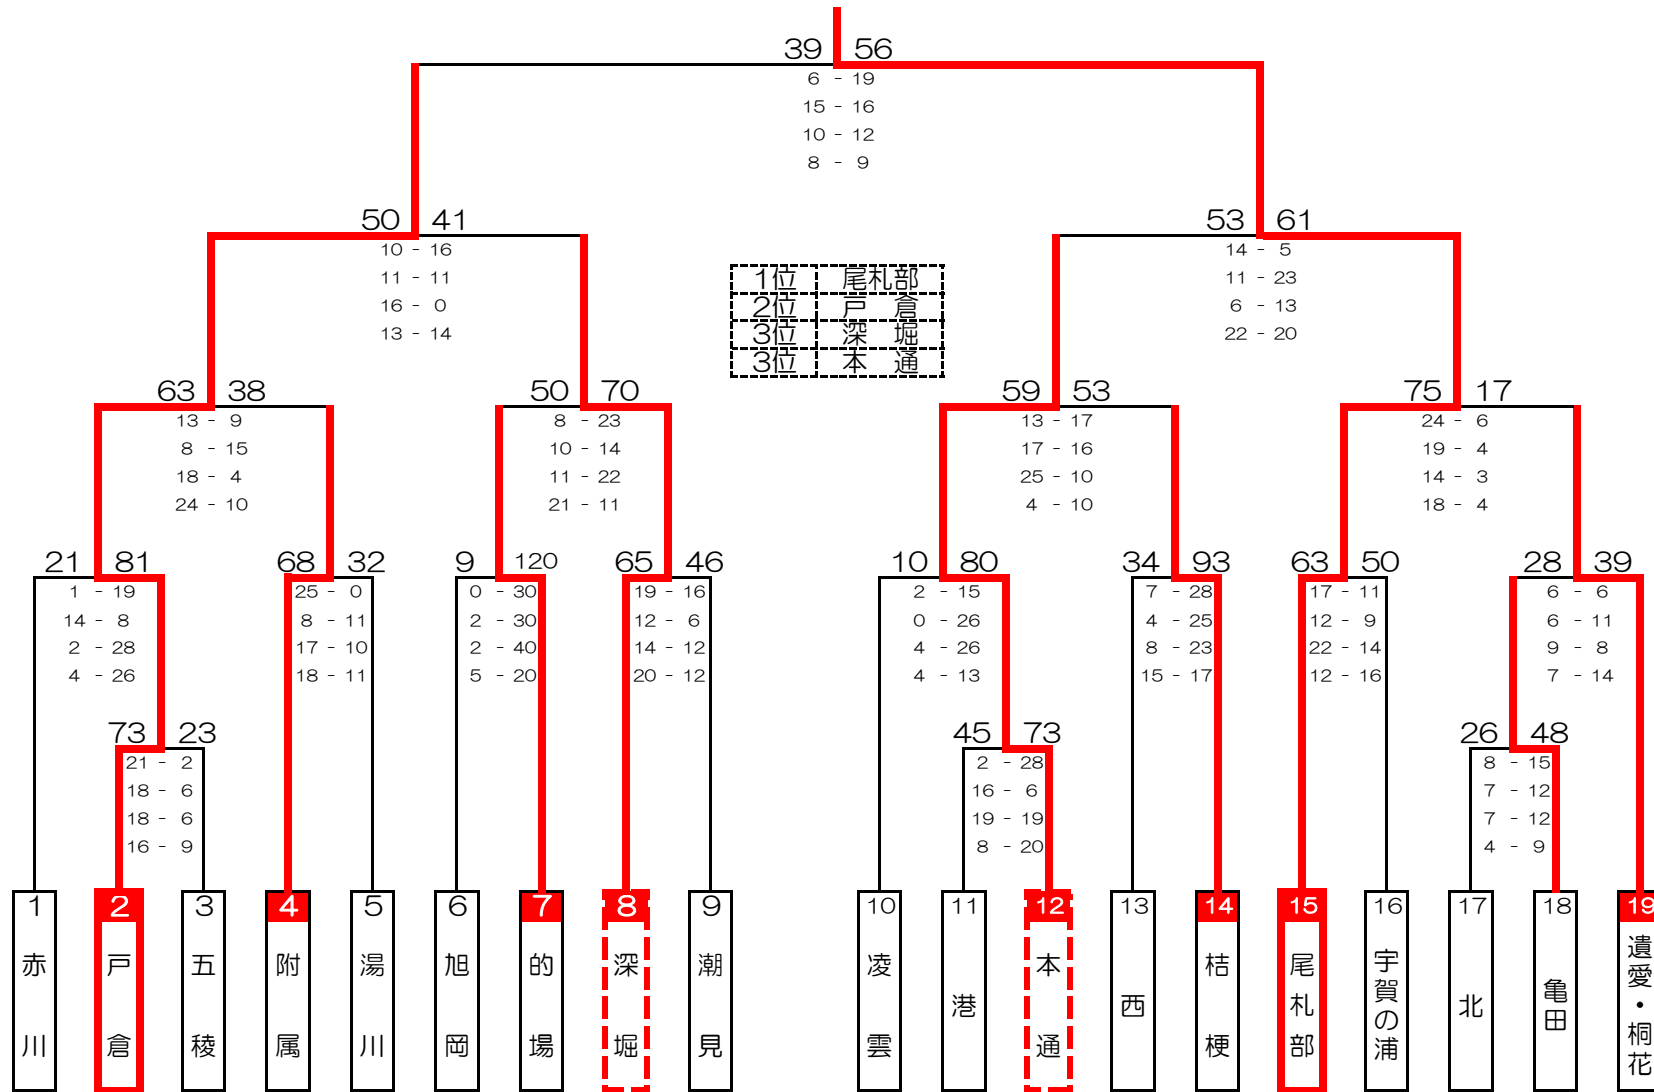 39 56
6 - 19
15 - 16
10 - 12
8 - 9
50 41
10 - 16
11 - 11
16 - 0
13 - 14
53 61
14 - 5
11 - 23
6 - 13
22 - 20
1位 尾札部
2位 戸 倉
3位 深 堀
3位 本 通
63 38
13 - 9
8 - 15
18 - 4
24 - 10
50 70
8 - 23
10 - 14
11 - 22
21 - 11
59 53
13 - 17
17 - 16
25 - 10
4 - 10
75 17
24 - 6
19 - 4
14 - 3
18 - 4
21 81
1 - 19
14 - 8
2 - 28
4 - 26
68 32
25 - 0
8 - 11
17 - 10
18 - 11
9 120
0 - 30
2 - 30
2 - 40
5 - 20
65 46
19 - 16
12 - 6
14 - 12
20 - 12
10 80
2 - 15
0 - 26
4 - 26
4 - 13
34 93
7 - 28
4 - 25
8 - 23
15 - 17
63 50
17 - 11
12 - 9
22 - 14
12 - 16
28 39
6 - 6
6 - 11
9 - 8
7 - 14
73 23
21 - 2
18 - 6
18 - 6
16 - 9
45 73
2 - 28
16 - 6
19 - 19
8 - 20
26 48
8 - 15
7 - 12
7 - 12
4 - 9
1 赤川
2 戸倉
3 五稜
4 附属
5 湯川
6 旭岡
7 的場
8 深堀
9 潮見
10 凌雲
11 港
12 本通
13 西
14 桔梗
15 尾札部
16 宇賀の浦
17 北
18 亀田
19 遺愛・桐花